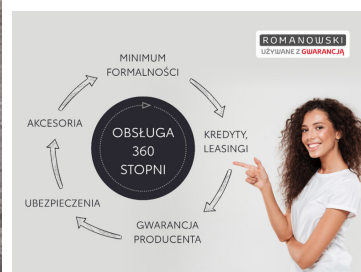 ROMANOWSKI
UŻYWANE Z GWARANCJĄ
MINIMUM
FORMALNOŚCI
AKCESORIA
OBSŁUGA
360
STOPNI
KREDYTY,
LEASINGI
UBEZPIECZENIA
GWARANCJA
PRODUCENTA